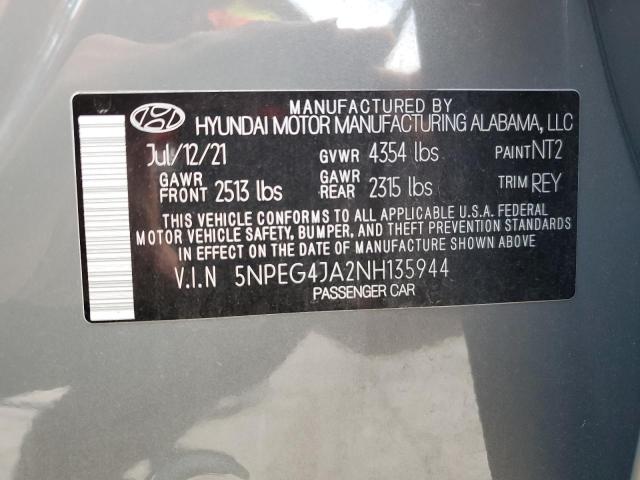 MANUFACTURED BY
HYUNDAI MOTOR MANUFACTURING ALABAMA, LLC
Jul/12/21 GVWR 4354 lbs PAINT NT2
GAWR FRONT 2513 lbs GAWR REAR 2315 lbs TRIM REY
THIS VEHICLE CONFORMS TO ALL APPLICABLE U.S.A. FEDERAL
MOTOR VEHICLE SAFETY, BUMPER, AND THEFT PREVENTION STANDARDS
IN EFFECT ON THE DATE OF MANUFACTURE SHOWN ABOVE.
V.I.N 5NPEG4JA2NH135944
PASSENGER CAR